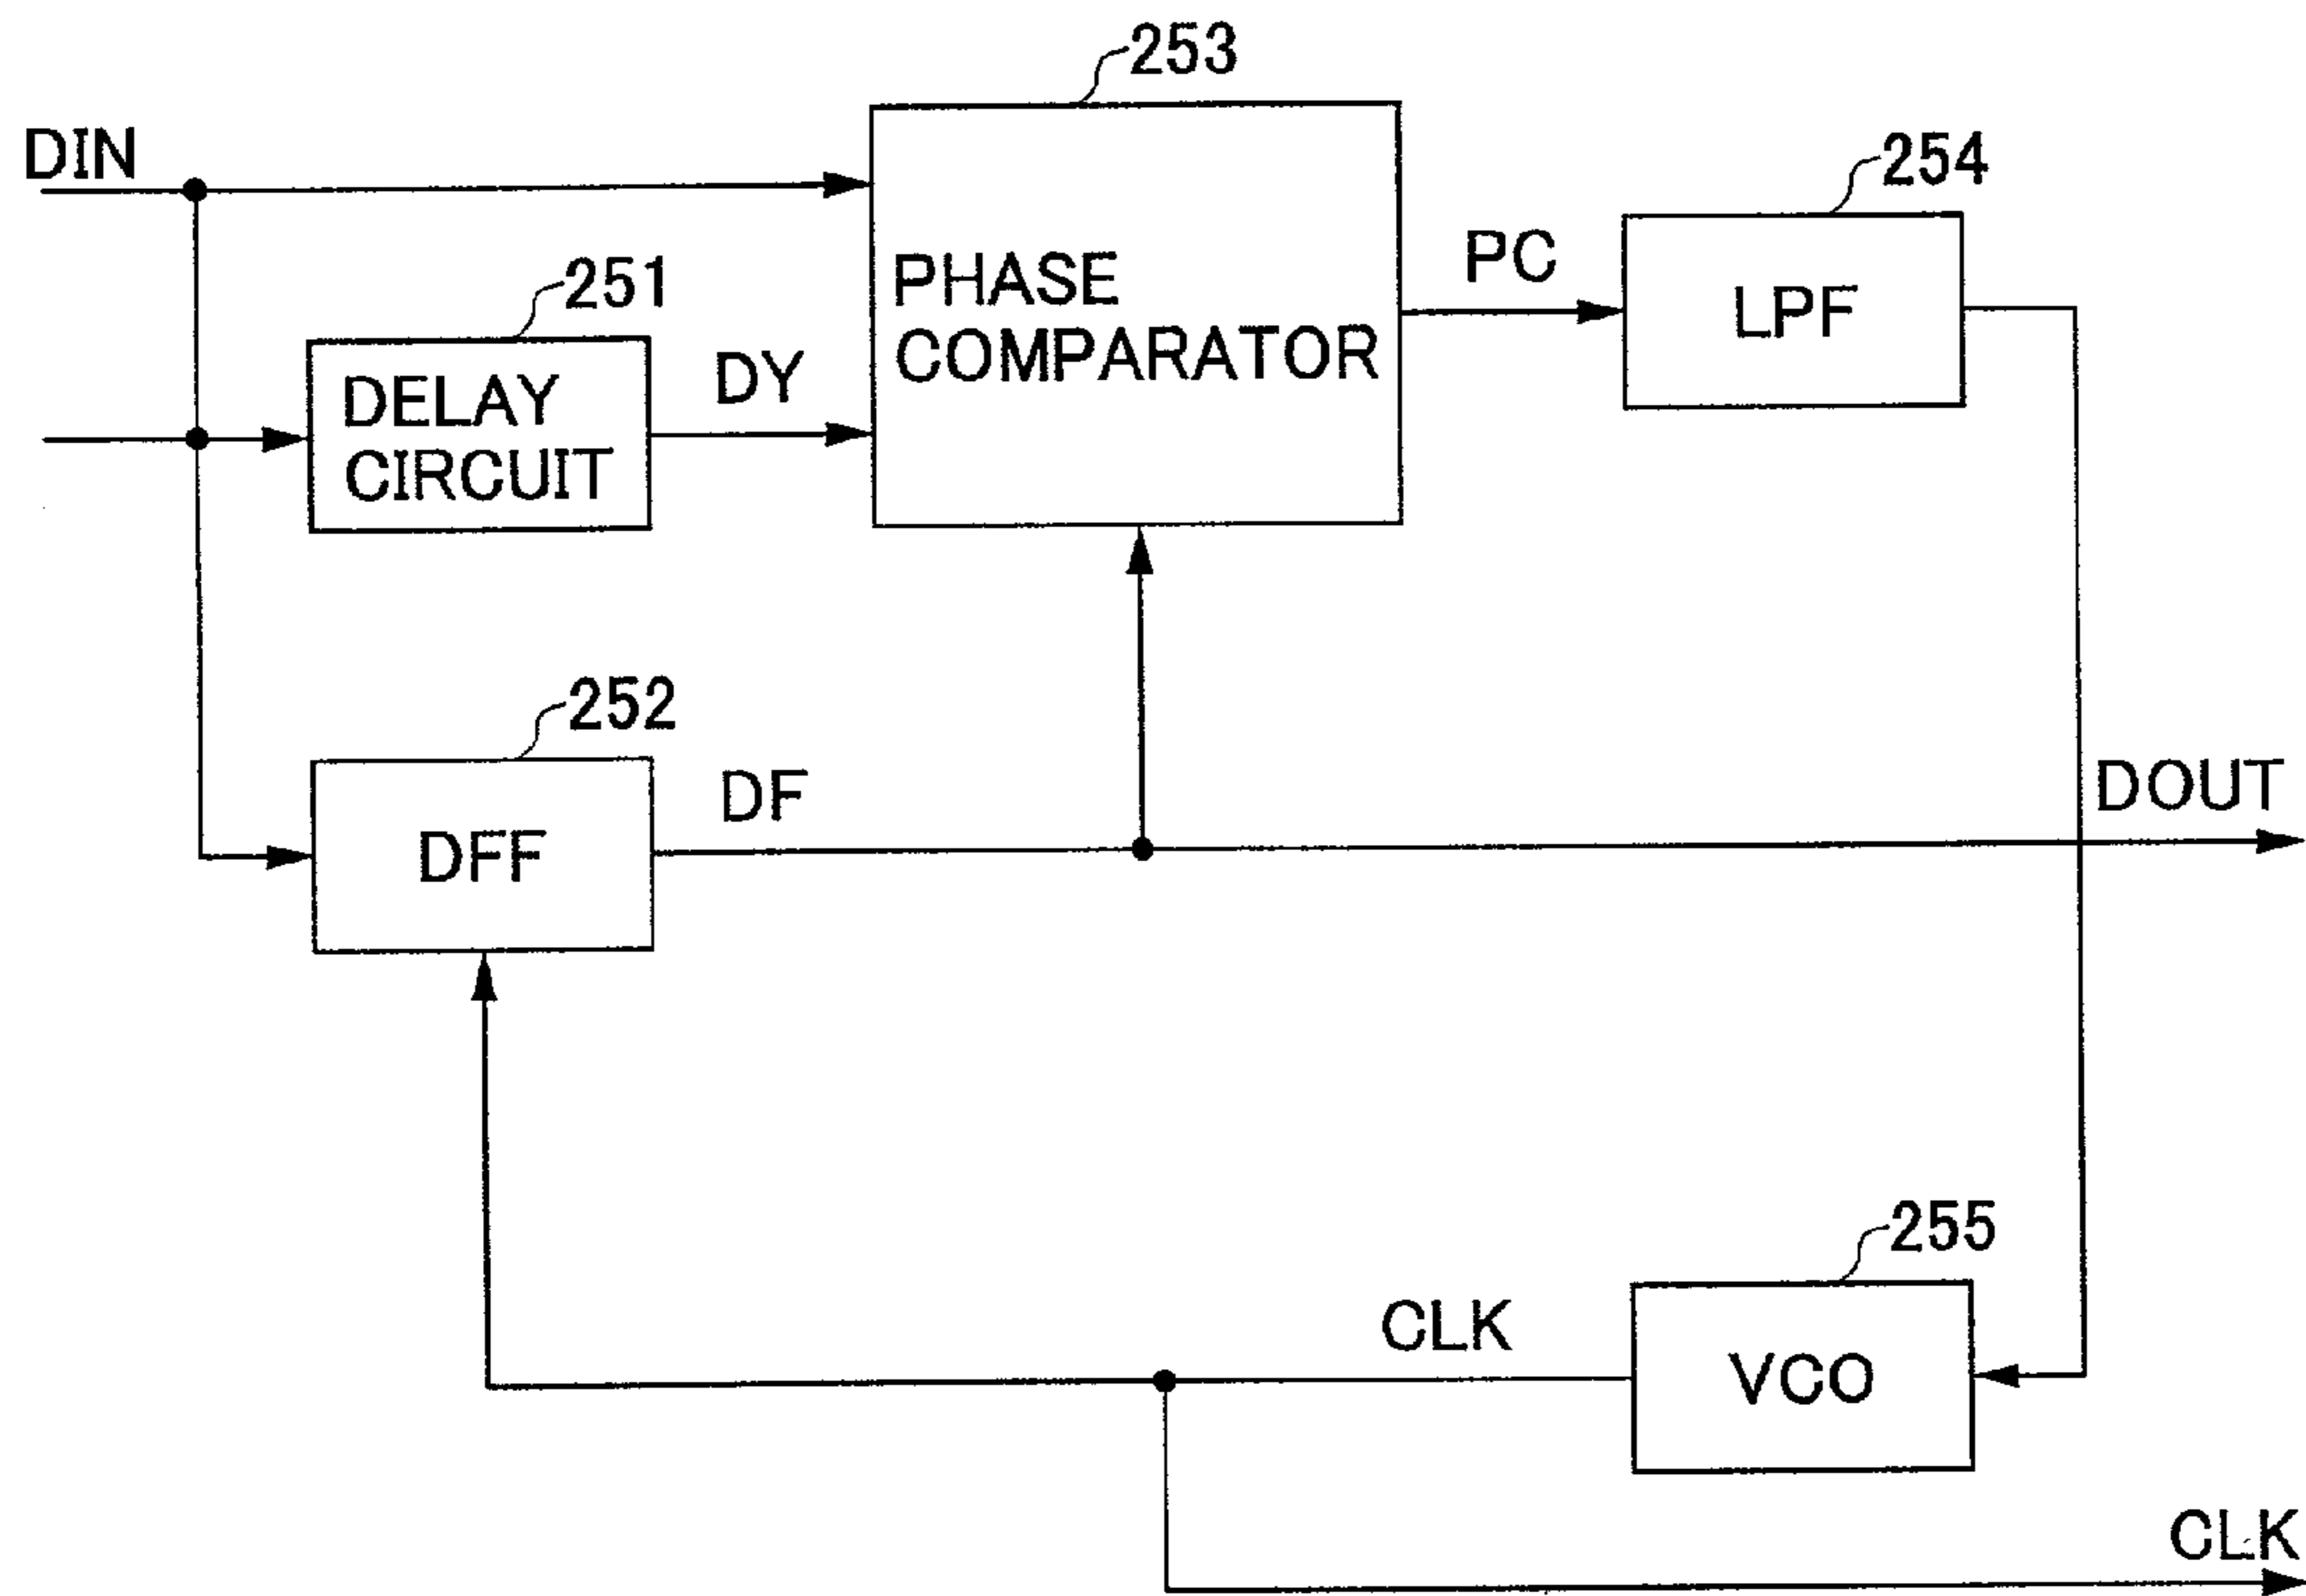 253
DIN
254
251
PHASE
COMPARATOR
PC
LPF
DELAY
CIRCUIT
DY
252
DFF
DF
DOUT
255
CLK
VCO
CLK